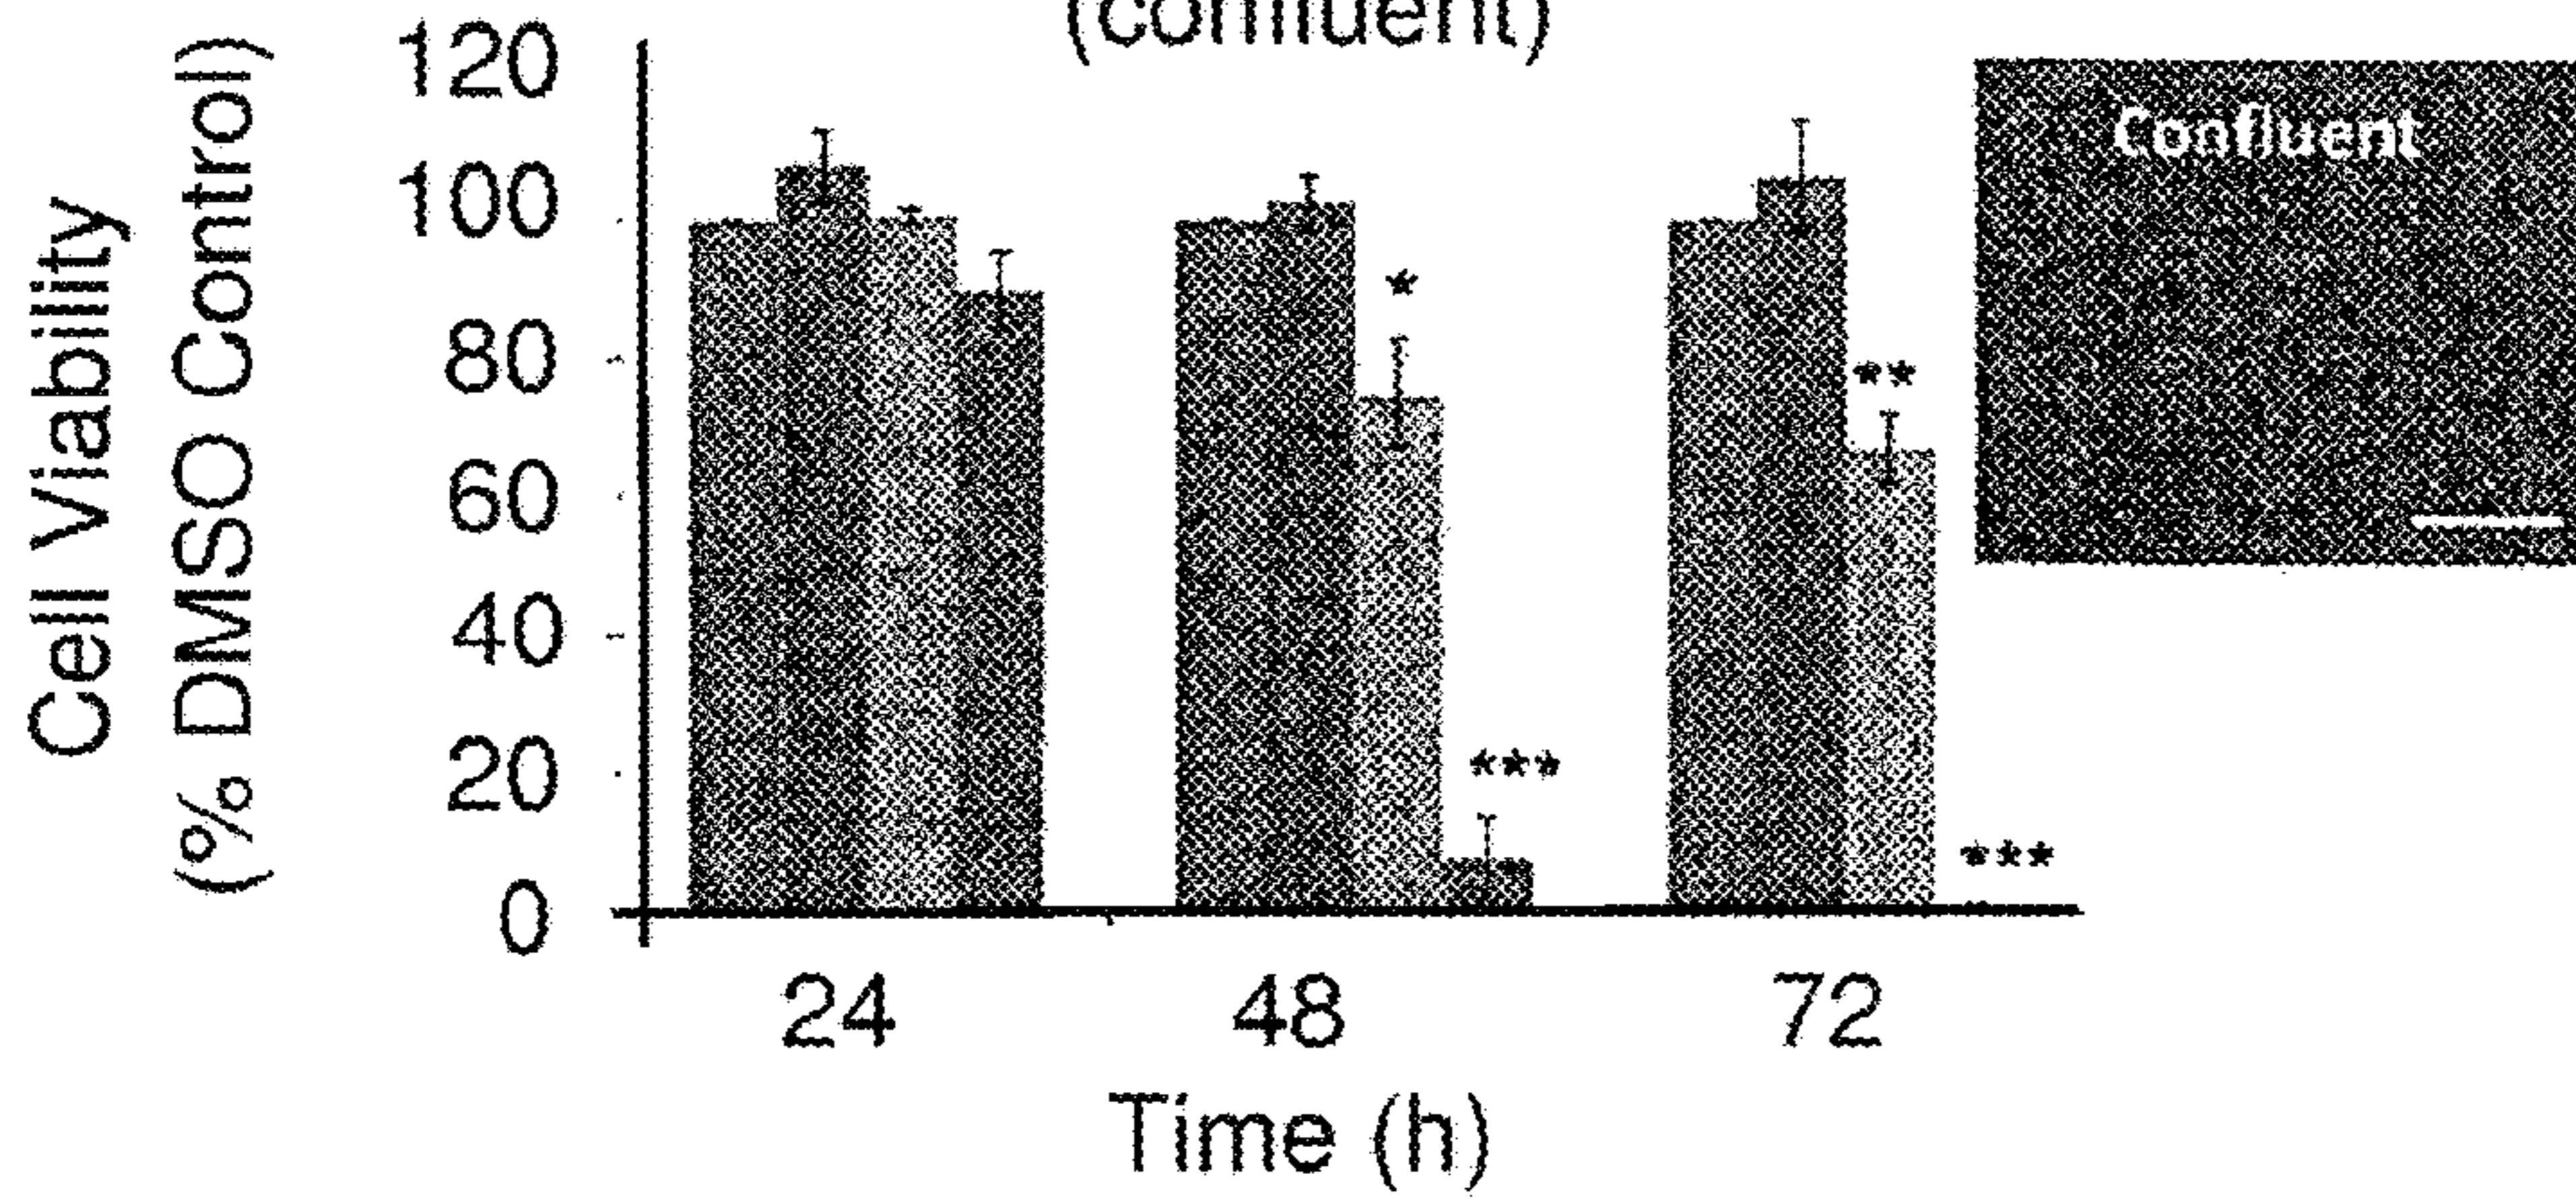 (confluent)
Cell Viability
(% DMSO Control)
120
100
80
60
40
20
0
Confluent
*
**
***
***
24 48 72
Time (h)